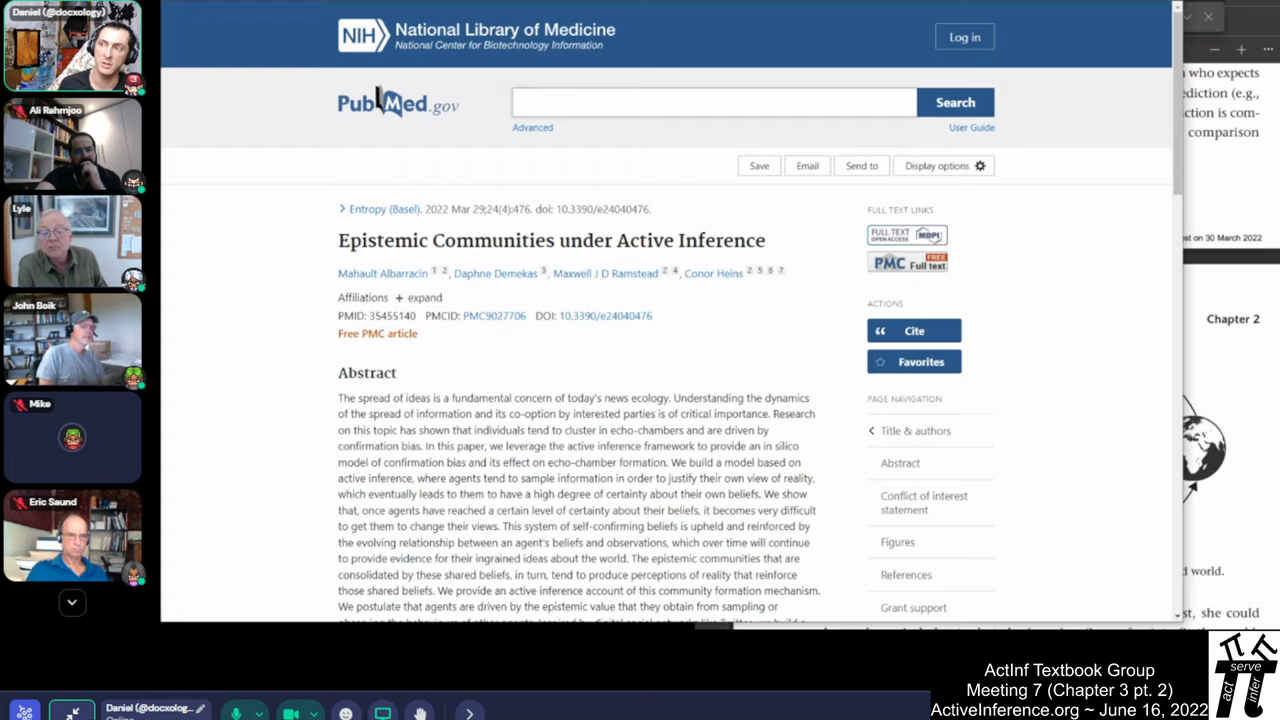 Daniel (@docxology)
Ali Rahmjoo
Lyle
John Boik
Mike
Eric Saund
NIH
National Library of Medicine
National Center for Biotechnology Information
Log in
PubMed.gov
Search
Advanced
User Guide
Save
Email
Send to
Display options
Entropy (Basel). 2022 Mar 29;24(4):476. doi: 10.3390/e24040476.
Epistemic Communities under Active Inference
Mahault Albarracin 1 2, Daphne Demekas 3, Maxwell J D Ramstead 2 4, Conor Heins 2 5 6 7
Affiliations + expand
PMID: 35455140 PMCID: PMC9027706 DOI: 10.3390/e24040476
Free PMC article
Abstract
The spread of ideas is a fundamental concern of today's news ecology. Understanding the dynamics
of the spread of information and its co-option by interested parties is of critical importance. Research
on this topic has shown that individuals tend to cluster in echo-chambers and are driven by
confirmation bias. In this paper, we leverage the active inference framework to provide an in silico
model of confirmation bias and its effect on echo-chamber formation. We build a model based on
active inference, where agents tend to sample information in order to justify their own view of reality,
which eventually leads to them to have a high degree of certainty about their own beliefs. We show
that, once agents have reached a certain level of certainty about their beliefs, it becomes very difficult
to get them to change their views. This system of self-confirming beliefs is upheld and reinforced by
the evolving relationship between an agent's beliefs and observations, which over time will continue
to provide evidence for their ingrained ideas about the world. The epistemic communities that are
consolidated by these shared beliefs, in turn, tend to produce perceptions of reality that reinforce
those shared beliefs. We provide an active inference account of this community formation mechanism.
We postulate that agents are driven by the epistemic value that they obtain from sampling or
FULL TEXT LINKS
FULL TEXT
OPEN ACCESS
MDPI
FREE
PMC Full text
ACTIONS
Cite
Favorites
PAGE NAVIGATION
Title & authors
Abstract
Conflict of interest
statement
Figures
References
Grant support
who expects
ediction (e.g.,
ction is com-
comparison
est on 30 March 2022
Chapter 2
d world.
st, she could
Daniel (@docxolog...
ActInf Textbook Group
Meeting 7 (Chapter 3 pt. 2)
ActiveInference.org ~ June 16, 2022
serve
act
infer